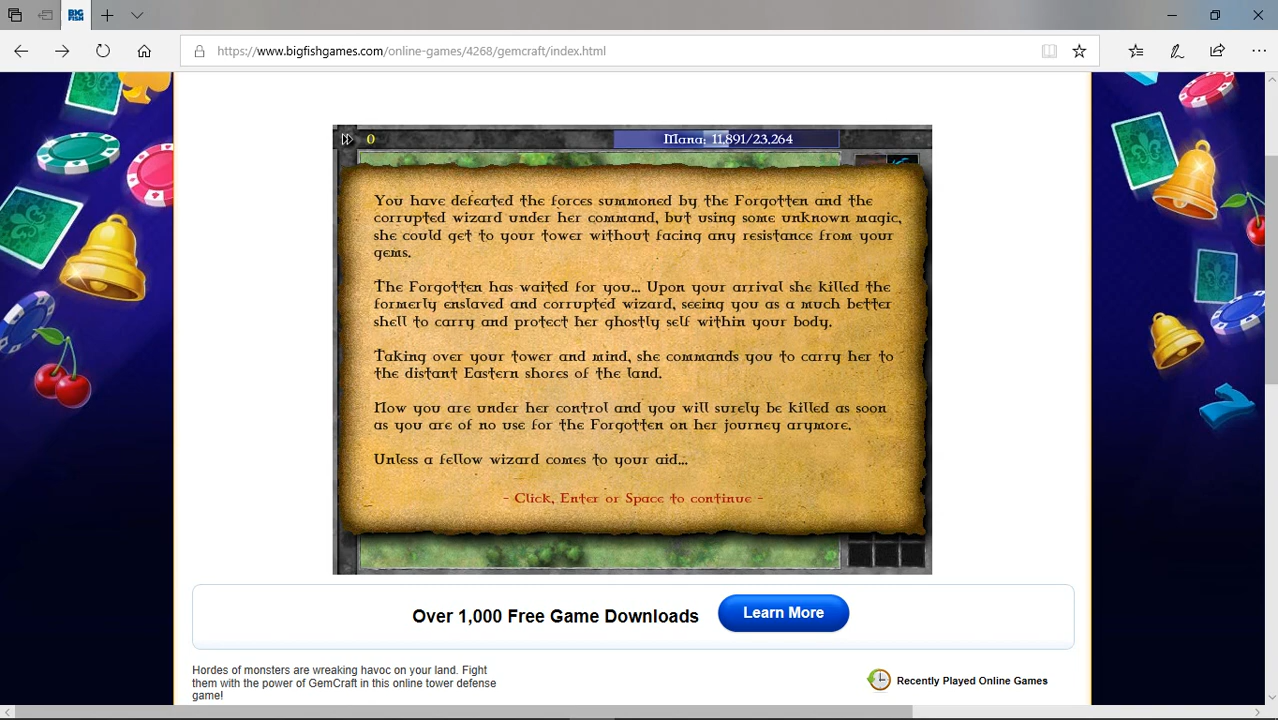 BIG
FISH
https://www.bigfishgames.com/online-games/4268/gemcraft/index.html
0
Mana: 11,891/23,264
You have defeated the forces summoned by the Forgotten and the
corrupted wizard under her command, but using some unknown magic,
she could get to your tower without facing any resistance from your
gems.
The Forgotten has waited for you... Upon your arrival she killed the
formerly enslaved and corrupted wizard, seeing you as a much better
shell to carry and protect her ghostly self within your body.
Taking over your tower and mind, she commands you to carry her to
the distant Eastern shores of the land.
Now you are under her control and you will surely be killed as soon
as you are of no use for the Forgotten on her journey anymore.
Unless a fellow wizard comes to your aid...
- Click, Enter or Space to continue -
Over 1,000 Free Game Downloads
Learn More
Hordes of monsters are wreaking havoc on your land. Fight
them with the power of GemCraft in this online tower defense
game!
Recently Played Online Games